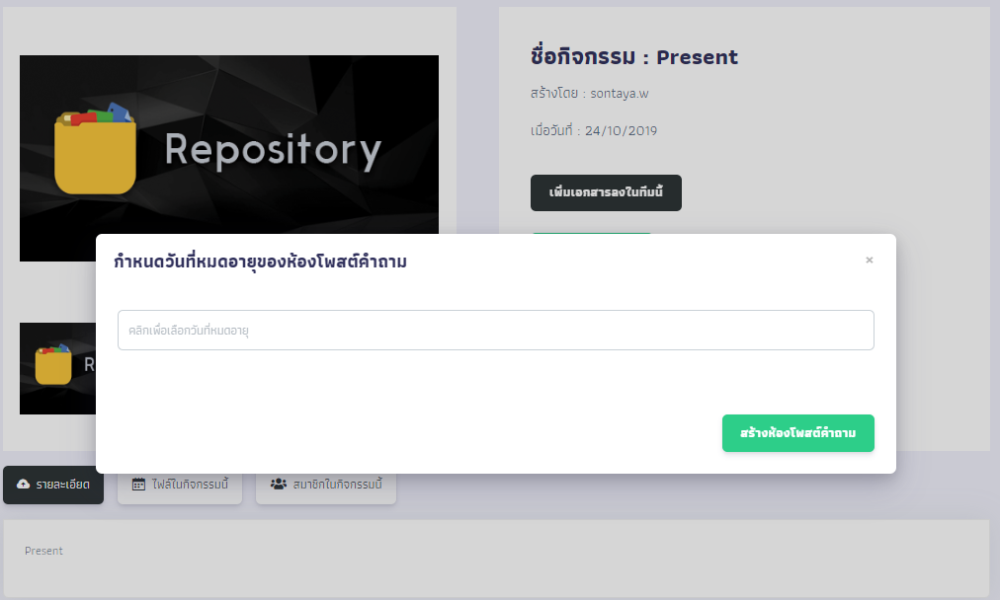 Repository
ชื่อกิจกรรม : Present
สร้างโดย : sontaya.w
เมื่อวันที่ : 24/10/2019
เพิ่มเอกสารลงในทีมนี้
กำหนดวันที่หมดอายุของห้องโพสต์คำถาม
×
คลิกเพื่อเลือกวันที่หมดอายุ
R
สร้างห้องโพสต์คำถาม
รายละเอียด
ไฟล์ในกิจกรรมนี้
สมาชิกในกิจกรรมนี้
Present